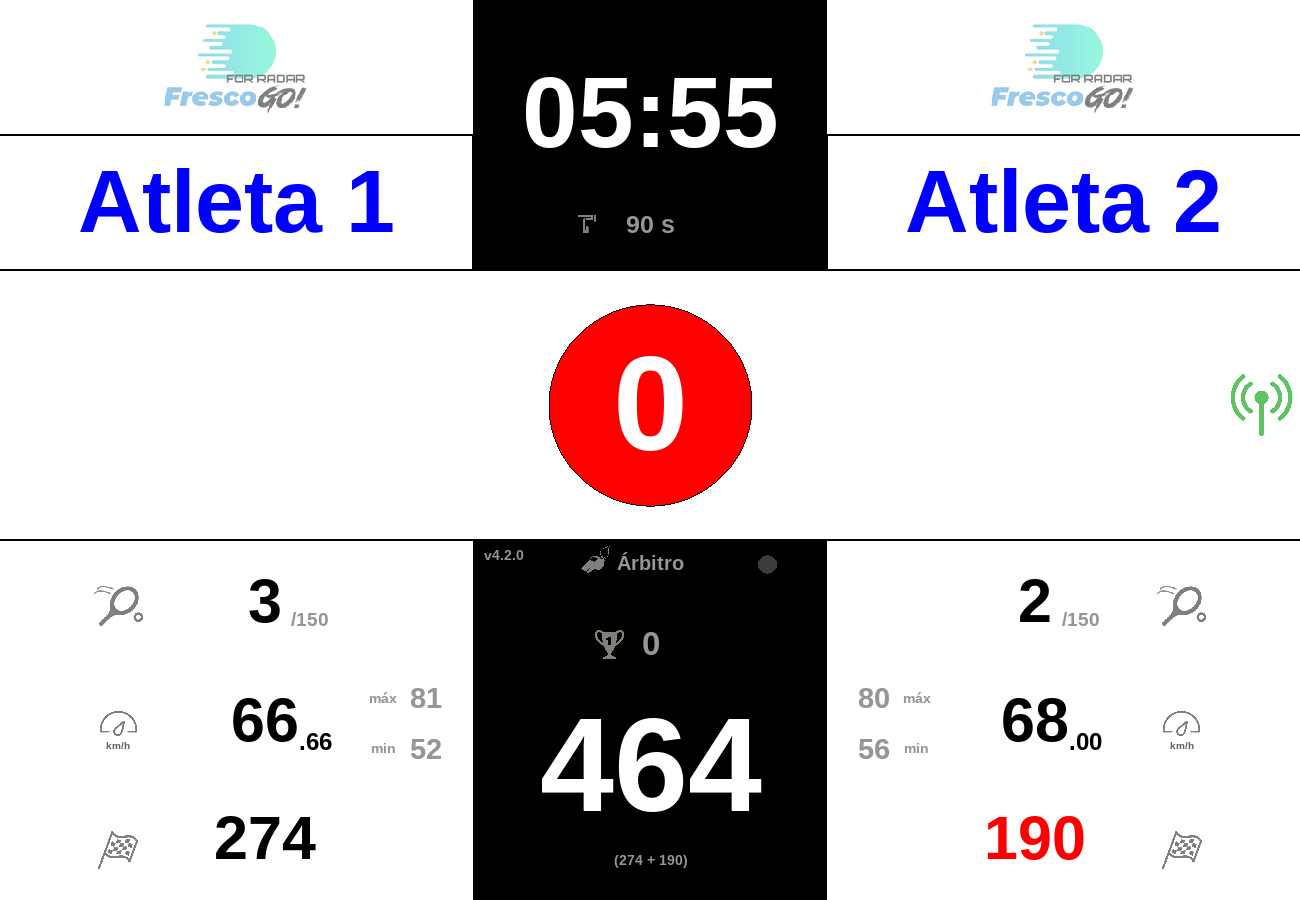 FOR RADAR
FrescoGO!
05:55
FOR RADAR
FrescoGO!
Atleta 1
Atleta 2
90 s
0
v4.2.0
Árbitro
3 /150
2 /150
1
0
66.66
máx 81
min 52
80 máx
56 min
68.00
km/h
km/h
464
274
190
(274 + 190)